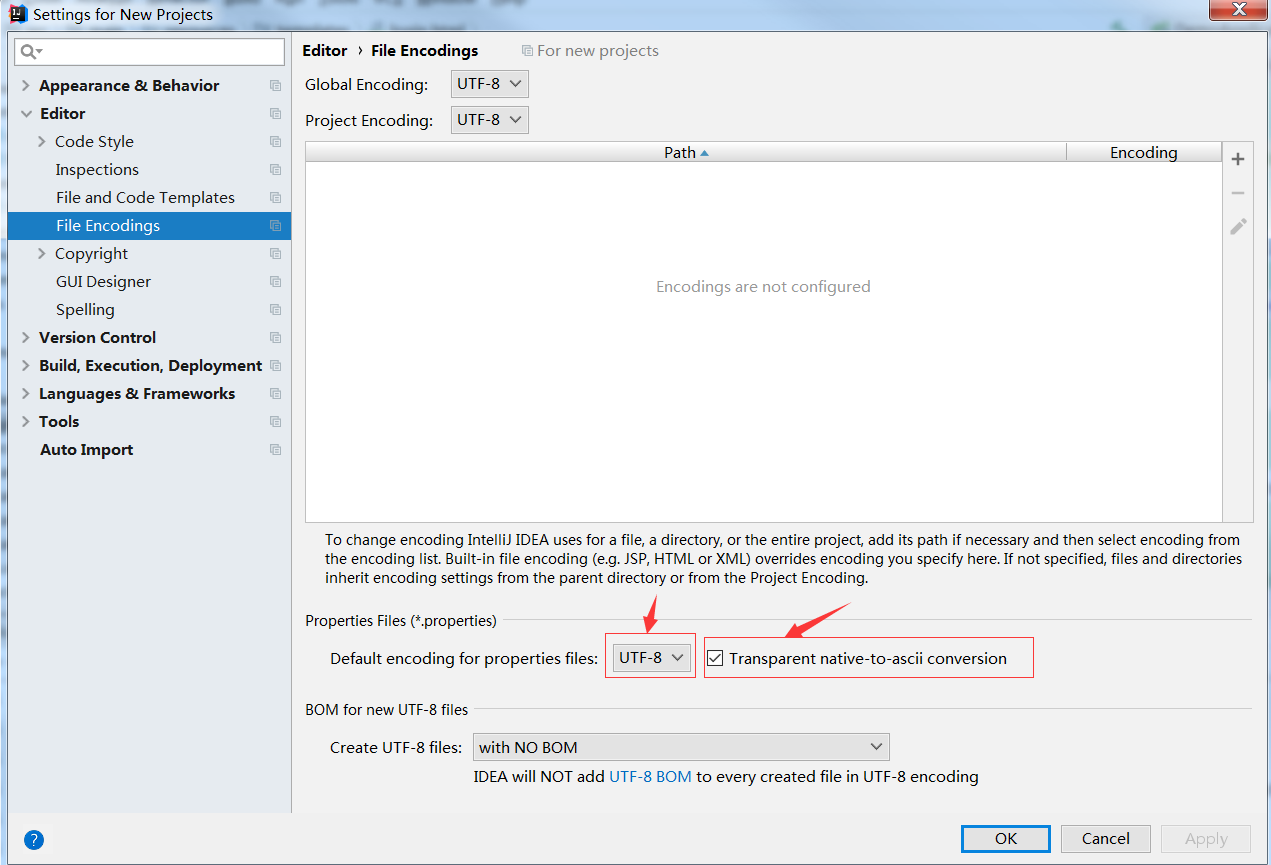 Settings for New Projects
Editor › File Encodings For new projects
Appearance & Behavior
Editor
Code Style
Inspections
File and Code Templates
File Encodings
Copyright
GUI Designer
Spelling
Version Control
Build, Execution, Deployment
Languages & Frameworks
Tools
Auto Import
Global Encoding: UTF-8
Project Encoding: UTF-8
Path Encoding
Encodings are not configured
To change encoding IntelliJ IDEA uses for a file, a directory, or the entire project, add its path if necessary and then select encoding from
the encoding list. Built-in file encoding (e.g. JSP, HTML or XML) overrides encoding you specify here. If not specified, files and directories
inherit encoding settings from the parent directory or from the Project Encoding.
Properties Files (*.properties)
Default encoding for properties files: UTF-8 Transparent native-to-ascii conversion
BOM for new UTF-8 files
Create UTF-8 files: with NO BOM
IDEA will NOT add UTF-8 BOM to every created file in UTF-8 encoding
? OK Cancel Apply